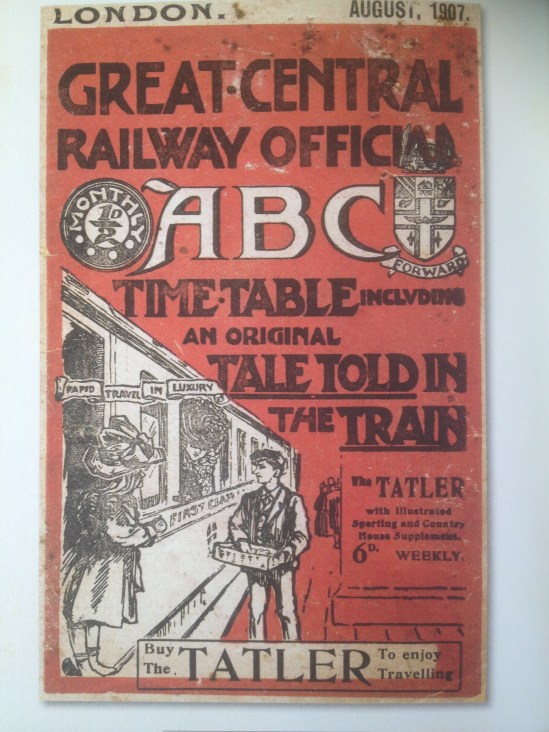 LONDON. AUGUST, 1907.
GREAT·CENTRAL
RAILWAY OFFICIAL
·MONTHLY·
½D
ABC
FORWARD
TIME·TABLE INCLVDING
AN ORIGINAL
TALE TOLD IN
THE TRAIN
RAPID TRAVEL IN LUXURY
FIRST CLASS
The TATLER
with Illustrated
Sporting and Country
House Supplement.
6D. WEEKLY.
Buy The TATLER To enjoy Travelling